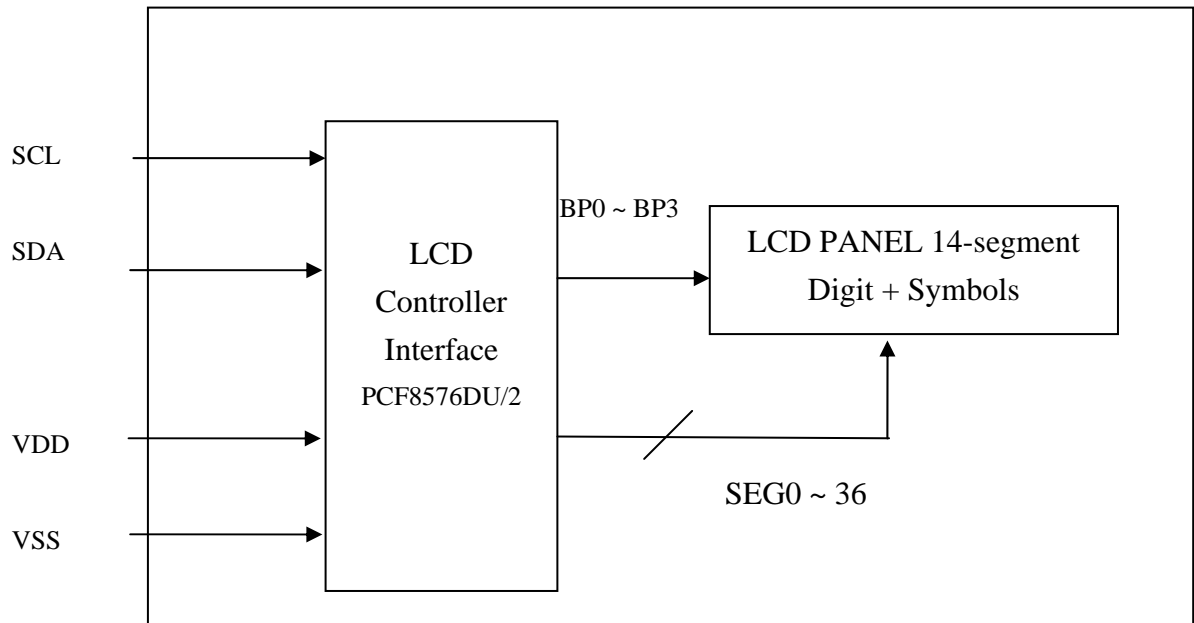 SCL
SDA
VDD
VSS
LCD
Controller
Interface
PCF8576DU/2
BP0 ~ BP3
LCD PANEL 14-segment
Digit + Symbols
SEG0 ~ 36